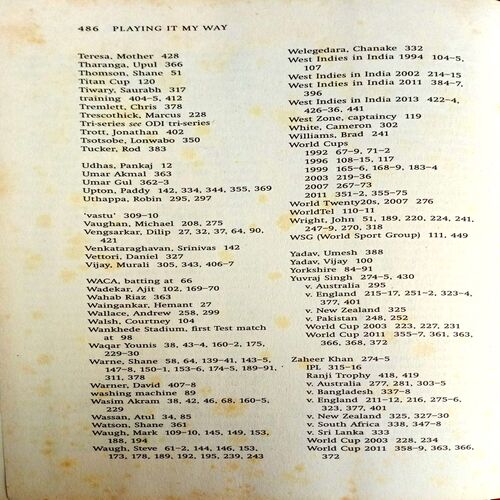 486 PLAYING IT MY WAY
Teresa, Mother 428
Tharanga, Upul 366
Thomson, Shane 51
Titan Cup 120
Tiwary, Saurabh 317
training 404-5, 412
Tremlett, Chris 378
Trescothick, Marcus 228
Tri-series see ODI tri-series
Trott, Jonathan 402
Tsotsobe, Lonwabo 350
Tucker, Rod 383
Udhas, Pankaj 12
Umar Akmal 363
Umar Gul 362-3
Upton, Paddy 142, 334, 344, 355, 369
Uthappa, Robin 295, 297
'vastu' 309-10
Vaughan, Michael 208, 275
Vengsarkar, Dilip 27, 32, 37, 64, 90,
421
Venkataraghavan, Srinivas 142
Vettori, Daniel 327
Vijay, Murali 305, 343, 406-7
WACA, batting at 66
Wadekar, Ajit 102, 169-70
Wahab Riaz 363
Waingankar, Hemant 27
Wallace, Andrew 258, 299
Walsh, Courtney 104
Wankhede Stadium, first Test match
at 98
Waqar Younis 38, 43-4, 160-2, 175,
229-30
Warne, Shane 58, 64, 139-41, 143-5,
147-8, 150-1, 153-6, 174-5, 189-91,
311, 378
Warner, David 407-8
washing machine 89
Wasim Akram 38, 42, 46, 68, 160-5,
229
Wassan, Atul 34, 85
Watson, Shane 361
Waugh, Mark 109-10, 145, 149, 153,
188, 194
Waugh, Steve 61-2, 144, 146, 153,
173, 178, 189, 192, 195, 239, 243
Welegedara, Chanake 332
West Indies in India 1994 104-5,
107
West Indies in India 2002 214-15
West Indies in India 2011 384-7,
396
West Indies in India 2013 422-4,
426-36, 441
West Zone, captaincy 119
White, Cameron 302
Williams, Brad 241
World Cups
1992 67-9, 71-2
1996 108-15, 117
1999 165-6, 168-9, 183-4
2003 219-36
2007 267-73
2011 351-2, 355-75
World Twenty20s, 2007 276
WorldTel 110-11
Wright, John 51, 189, 220, 224, 241,
247-9, 270, 318
WSG (World Sport Group) 111, 449
Yadav, Umesh 388
Yadav, Vijay 100
Yorkshire 84-91
Yuvraj Singh 274-5, 430
v. Australia 295
v. England 215-17, 251-2, 323-4,
377, 401
v. New Zealand 325
v. Pakistan 248, 252
World Cup 2003 223, 227, 231
World Cup 2011 355-7, 361, 363,
366, 368, 372
Zaheer Khan 274-5
IPL 315-16
Ranji Trophy 418, 419
v. Australia 277, 281, 303-5
v. Bangladesh 337-8
v. England 211-12, 216, 275-6,
323, 377, 401
v. New Zealand 325, 327-30
v. South Africa 338, 347-8
v. Sri Lanka 333
World Cup 2003 228, 234
World Cup 2011 358-9, 363, 366,
372